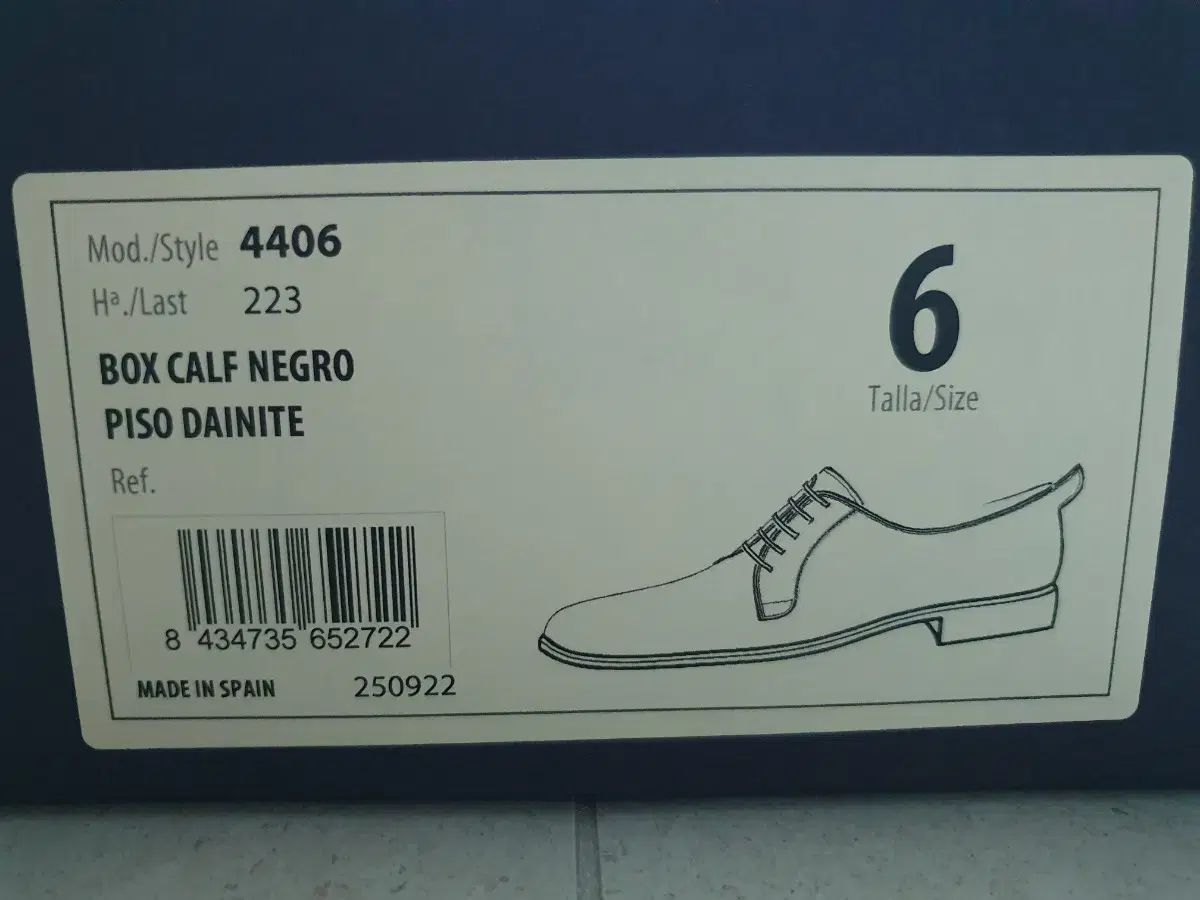 Mod./Style 4406
Hª./Last 223
BOX CALF NEGRO
PISO DAINITE
Ref.
8 434735 652722
MADE IN SPAIN 250922
6
Talla/Size